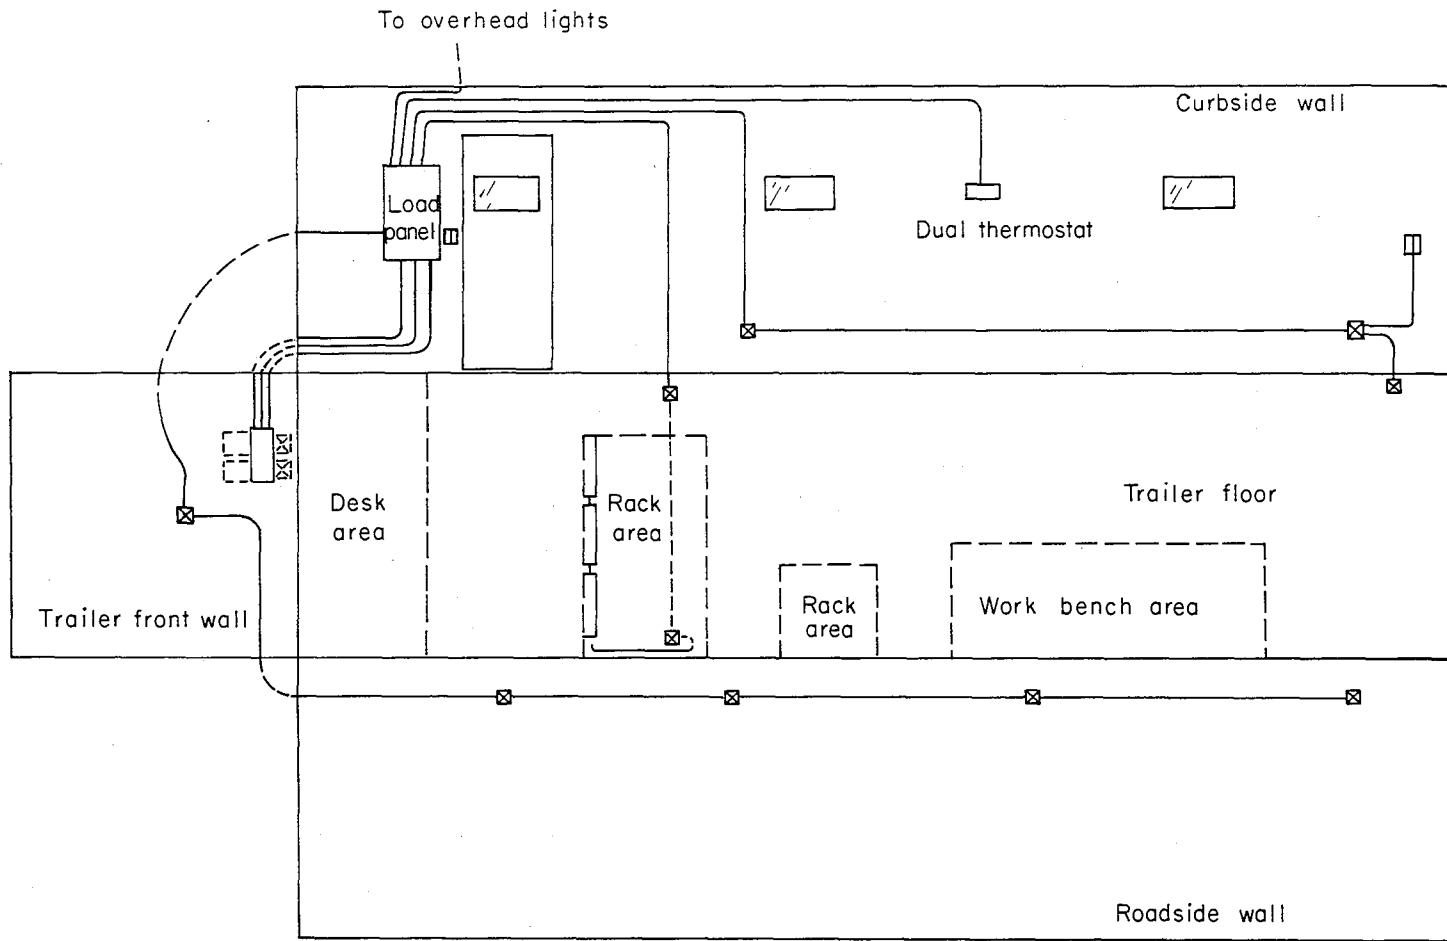 To overhead lights
Curbside wall
Load
panel
Dual thermostat
Trailer floor
Desk
area
Rack
area
Rack
area
Work bench area
Trailer front wall
Roadside wall